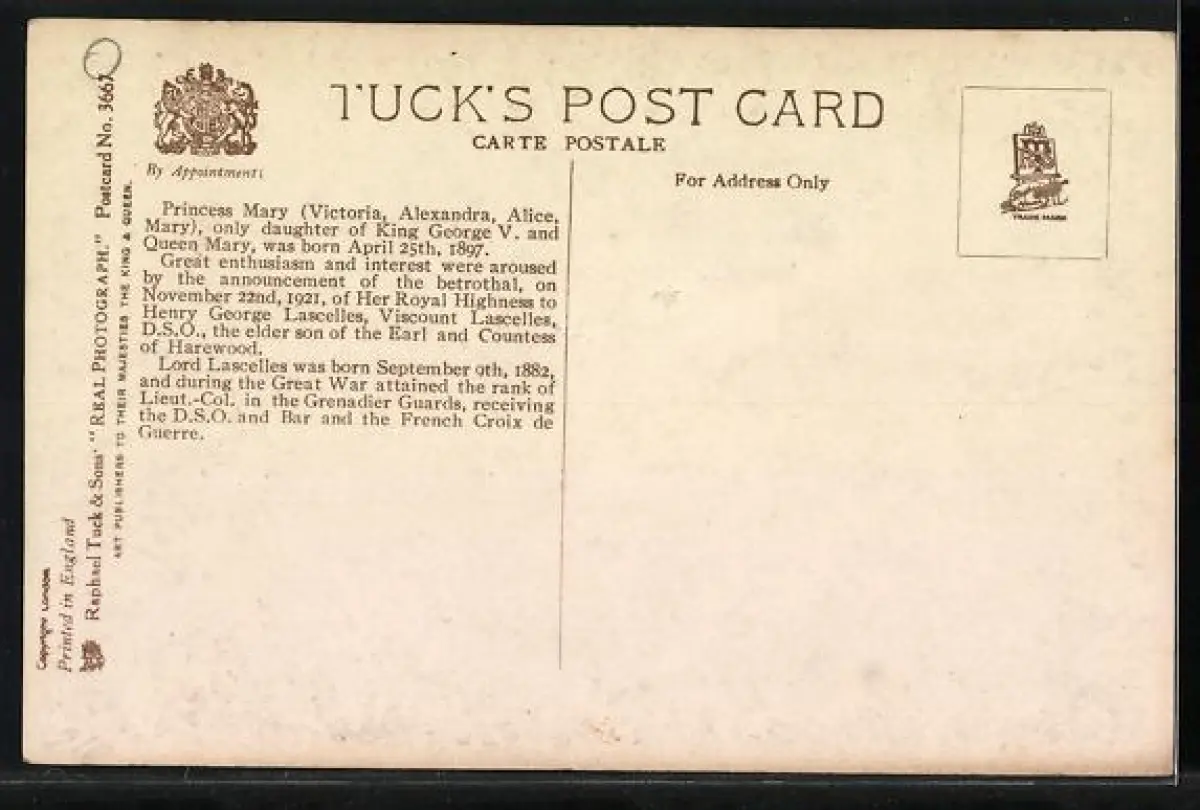 TUCK'S POST CARD
CARTE POSTALE
By Appointment:
For Address Only
TRADE MARK
Princess Mary (Victoria, Alexandra, Alice,
Mary), only daughter of King George V. and
Queen Mary, was born April 25th, 1897.
Great enthusiasm and interest were aroused
by the announcement of the betrothal, on
November 22nd, 1921, of Her Royal Highness to
Henry George Lascelles, Viscount Lascelles,
D.S.O., the elder son of the Earl and Countess
of Harewood.
Lord Lascelles was born September 9th, 1882,
and during the Great War attained the rank of
Lieut.-Col. in the Grenadier Guards, receiving
the D.S.O. and Bar and the French Croix de
Guerre.
Copyright London
Printed in England
Raphael Tuck & Sons' "REAL PHOTOGRAPH." Postcard No.
ART PUBLISHERS TO THEIR MAJESTIES THE KING & QUEEN.